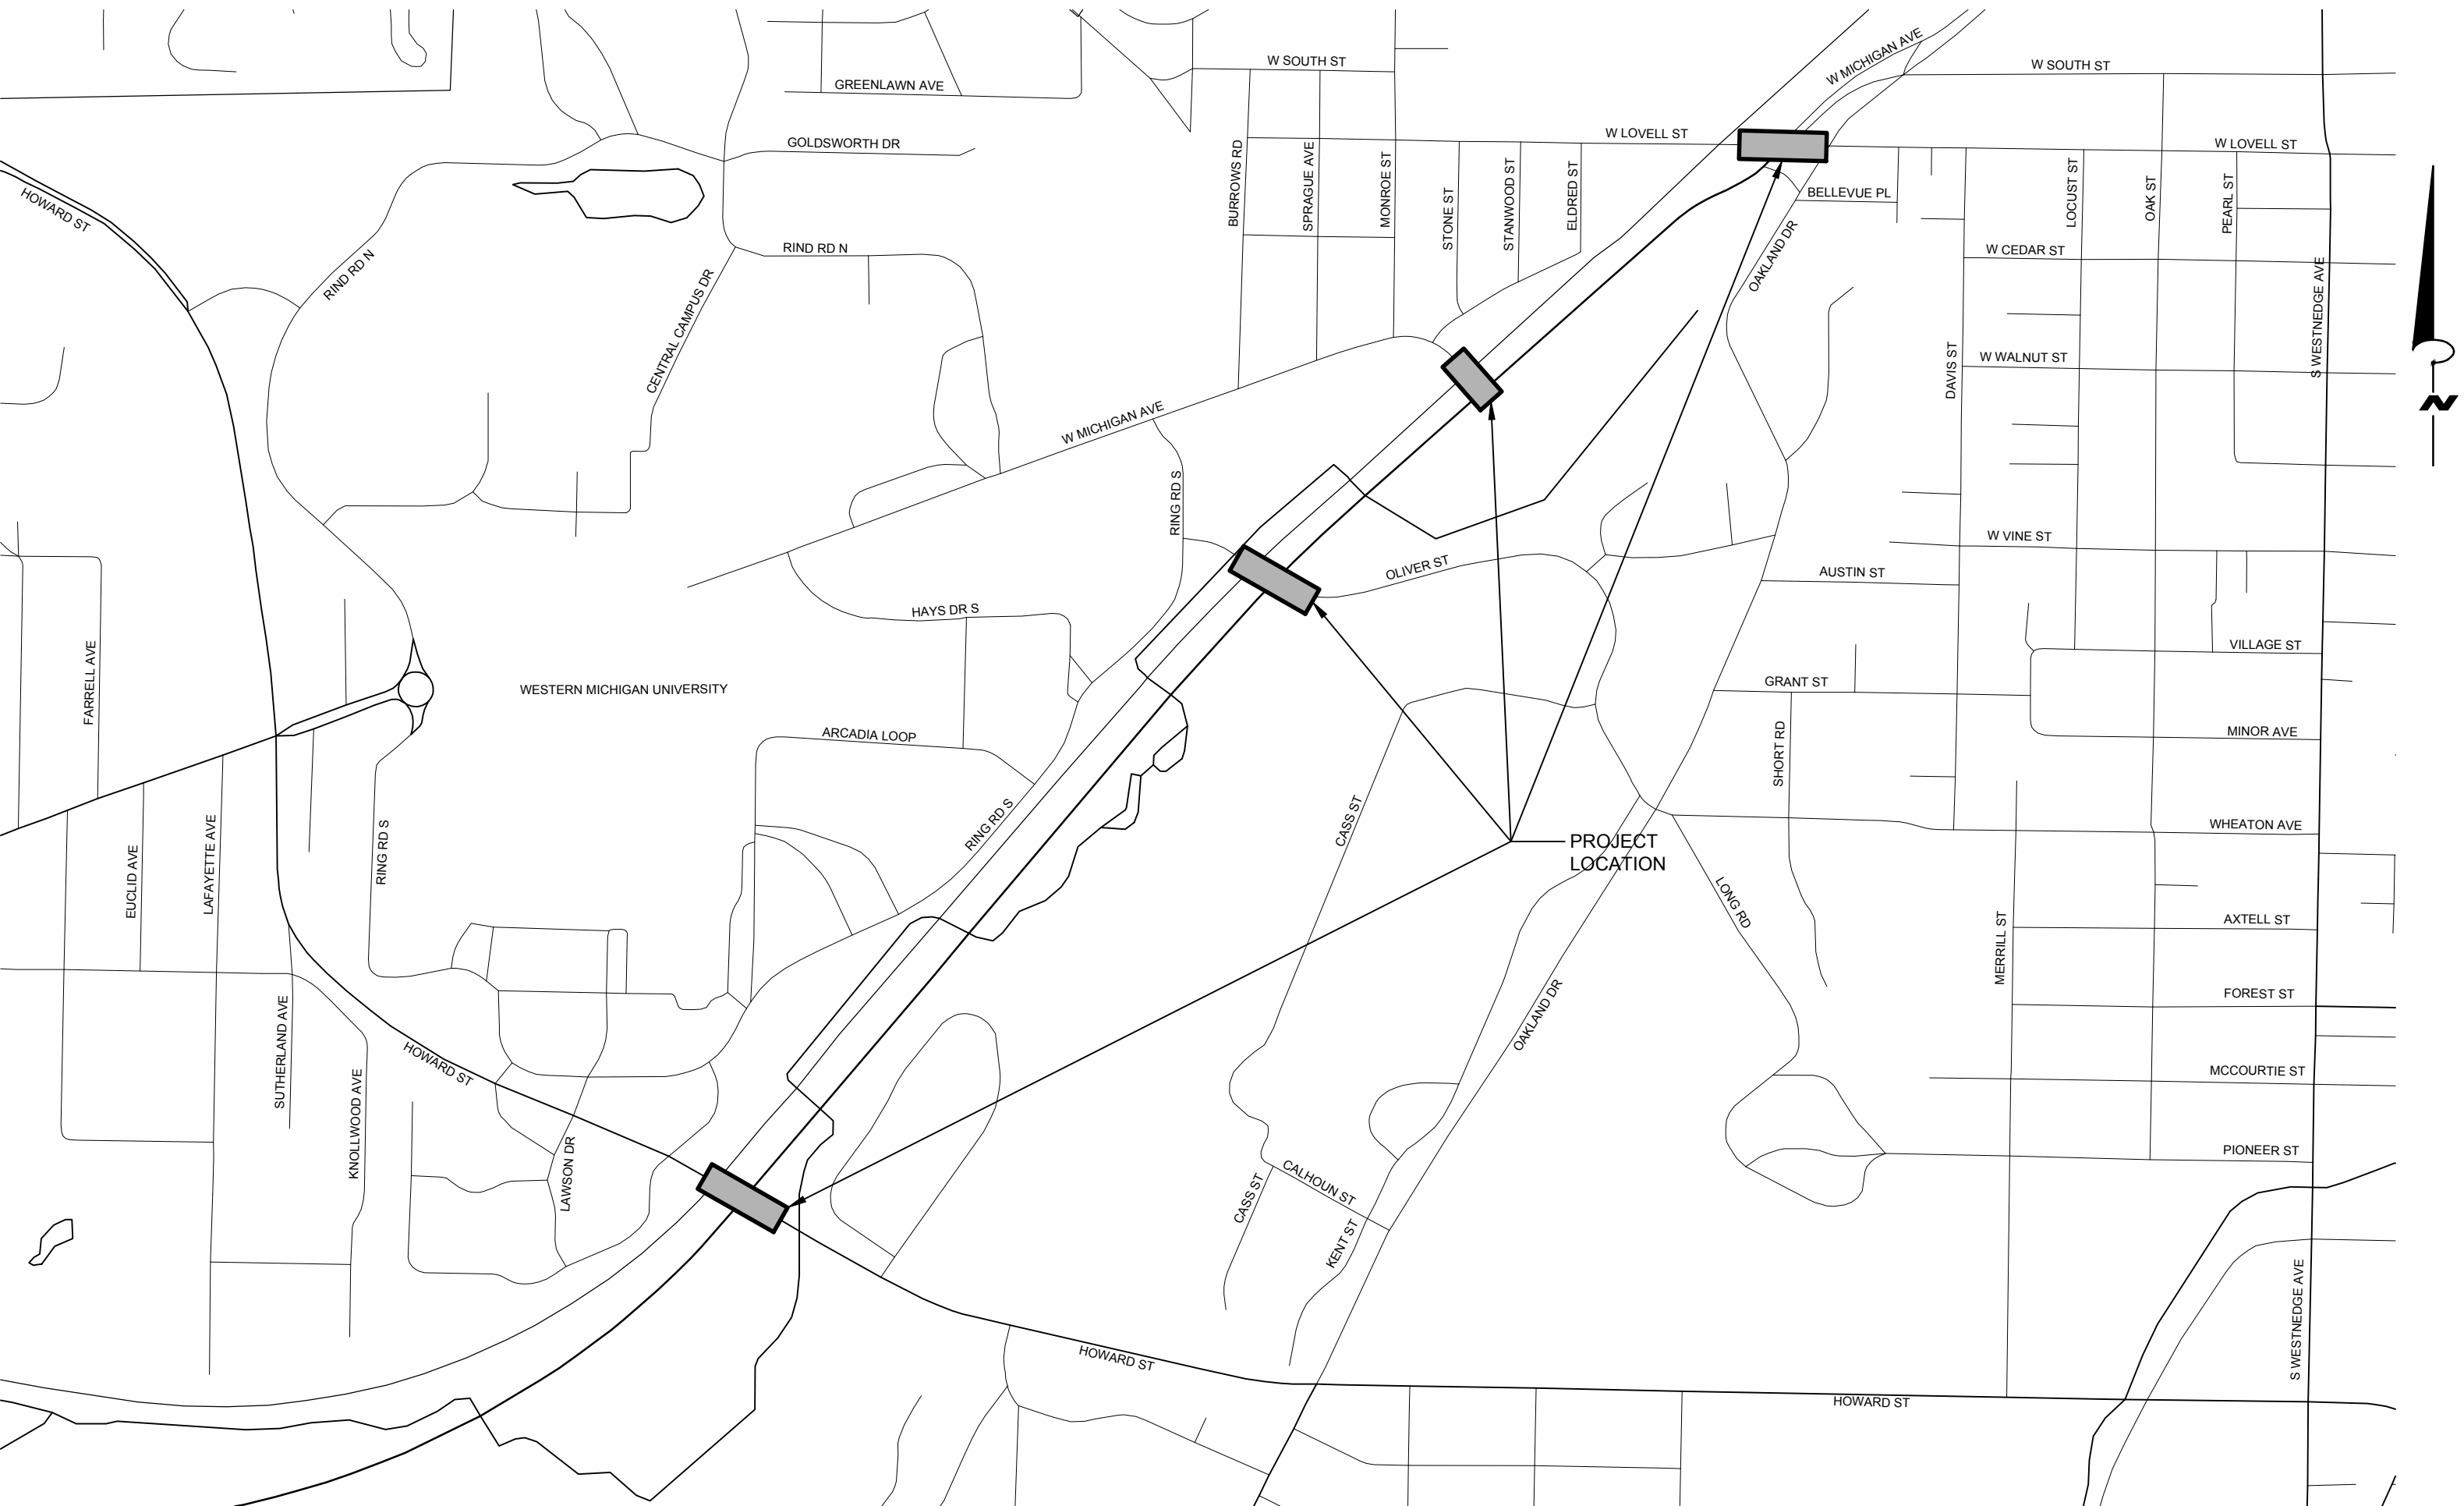 W MICHIGAN AVE
W SOUTH ST
W SOUTH ST
GREENLAWN AVE
W LOVELL ST
W LOVELL ST
GOLDSWORTH DR
BURROWS RD
SPRAGUE AVE
MONROE ST
STONE ST
STANWOOD ST
ELDRED ST
BELLEVUE PL
LOCUST ST
OAK ST
PEARL ST
HOWARD ST
RIND RD N
RIND RD N
CENTRAL CAMPUS DR
OAKLAND DR
W CEDAR ST
S WESTNEDGE AVE
DAVIS ST
W WALNUT ST
N
W MICHIGAN AVE
RING RD S
W VINE ST
OLIVER ST
AUSTIN ST
HAYS DR S
VILLAGE ST
FARRELL AVE
WESTERN MICHIGAN UNIVERSITY
GRANT ST
ARCADIA LOOP
SHORT RD
MINOR AVE
RING RD S
CASS ST
WHEATON AVE
PROJECT
LOCATION
EUCLID AVE
LAFAYETTE AVE
RING RD S
LONG RD
AXTELL ST
MERRILL ST
FOREST ST
OAKLAND DR
SUTHERLAND AVE
HOWARD ST
KNOLLWOOD AVE
MCCOURTIE ST
LAWSON DR
PIONEER ST
CALHOUN ST
CASS ST
KENT ST
S WESTNEDGE AVE
HOWARD ST
HOWARD ST